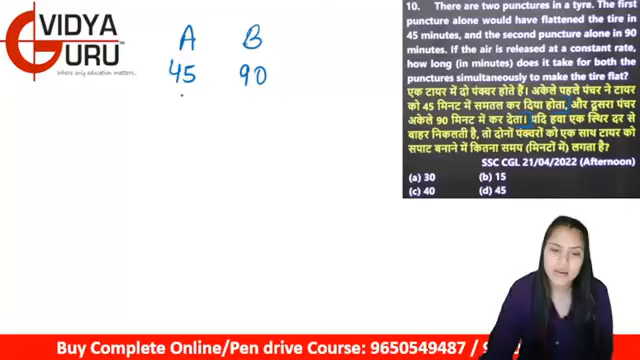 VIDYA
GURU
Where only education matters...
A B
45 90
10. There are two punctures in a tyre. The first
puncture alone would have flattened the tire in
45 minutes, and the second puncture alone in 90
minutes. If the air is released at a constant rate,
how long (in minutes) does it take for both the
punctures simultaneously to make the tire flat?
एक टायर में दो पंक्चर होते हैं। अकेले पहले पंक्चर ने टायर
को 45 मिनट में समतल कर दिया होता, और दूसरा पंचर
अकेले 90 मिनट में कर देता। यदि हवा एक स्थिर दर से
बाहर निकलती है, तो दोनों पंक्चरों को एक साथ टायर को
सपाट बनाने में कितना समय (मिनटों में) लगता है?
SSC CGL 21/04/2022 (Afternoon)
(a) 30 (b) 15
(c) 40 (d) 45
Buy Complete Online/Pen drive Course: 9650549487 /